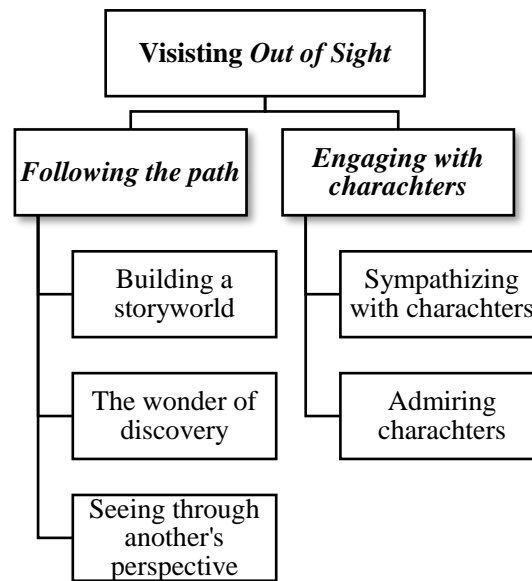 Visisting Out of Sight
Following the path
Engaging with
charachters
Building a
storyworld
Sympathizing
with charachters
The wonder of
discovery
Admiring
charachters
Seeing through
another's
perspective